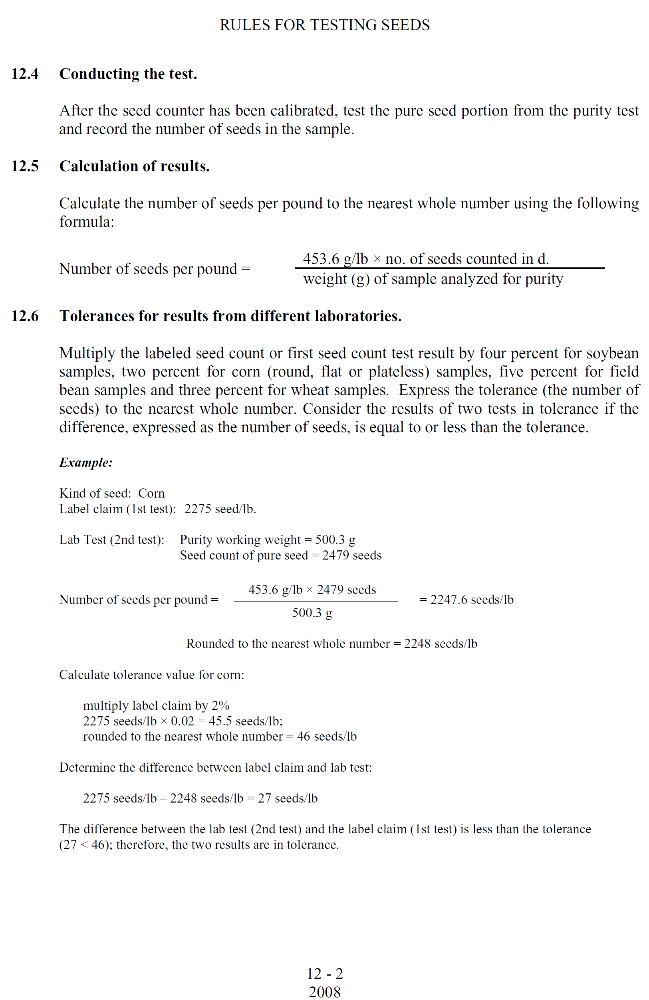 RULES FOR TESTING SEEDS
12.4 Conducting the test.
After the seed counter has been calibrated, test the pure seed portion from the purity test
and record the number of seeds in the sample.
12.5 Calculation of results.
Calculate the number of seeds per pound to the nearest whole number using the following
formula:
453.6 g/lb × no. of seeds counted in d.
Number of seeds per pound =
weight (g) of sample analyzed for purity
12.6 Tolerances for results from different laboratories.
Multiply the labeled seed count or first seed count test result by four percent for soybean
samples, two percent for corn (round, flat or plateless) samples, five percent for field
bean samples and three percent for wheat samples. Express the tolerance (the number of
seeds) to the nearest whole number. Consider the results of two tests in tolerance if the
difference, expressed as the number of seeds, is equal to or less than the tolerance.
Example:
Kind of seed: Corn
Label claim (1st test): 2275 seed/lb.
Lab Test (2nd test): Purity working weight = 500.3 g
Seed count of pure seed = 2479 seeds
453.6 g/lb × 2479 seeds
Number of seeds per pound = = 2247.6 seeds/lb
500.3 g
Rounded to the nearest whole number = 2248 seeds/lb
Calculate tolerance value for corn:
multiply label claim by 2%
2275 seeds/lb × 0.02 = 45.5 seeds/lb;
rounded to the nearest whole number = 46 seeds/lb
Determine the difference between label claim and lab test:
2275 seeds/lb – 2248 seeds/lb = 27 seeds/lb
The difference between the lab test (2nd test) and the label claim (1st test) is less than the tolerance
(27 < 46); therefore, the two results are in tolerance.
12 - 2
2008